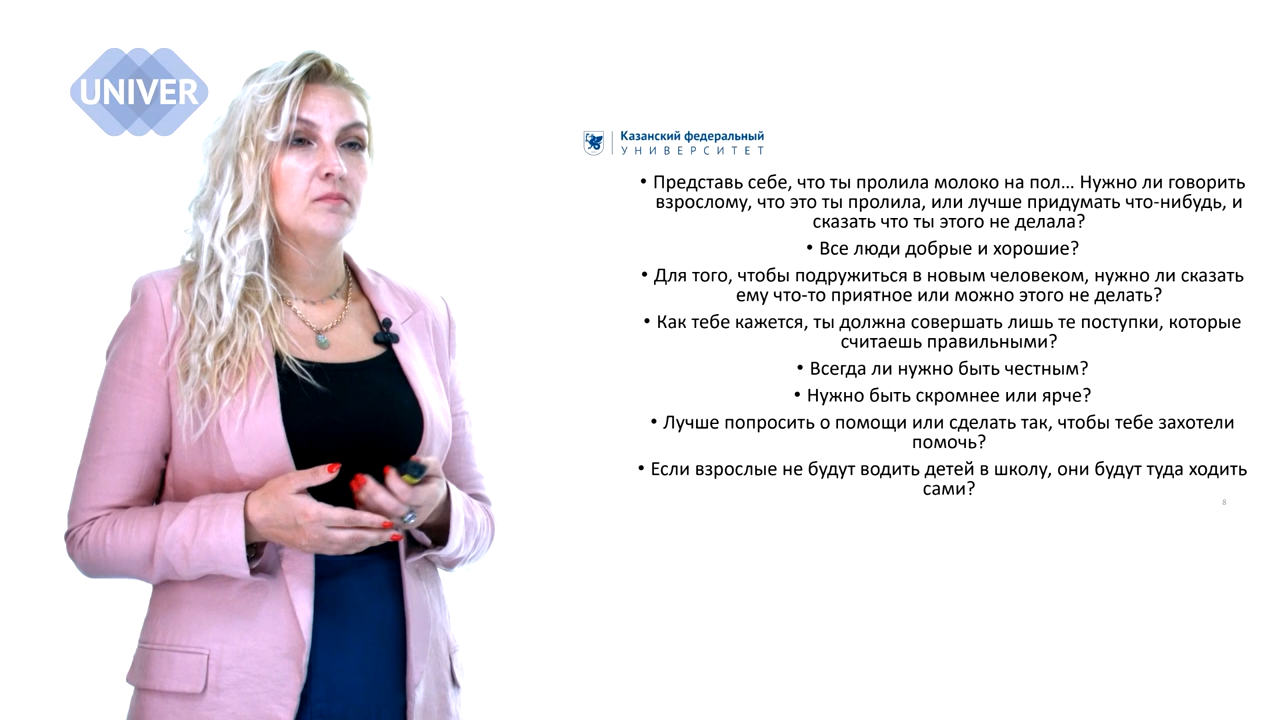 UNIVER
Казанский федеральный
УНИВЕРСИТЕТ
• Представь себе, что ты пролила молоко на пол... Нужно ли говорить
взрослому, что это ты пролила, или лучше придумать что-нибудь, и
сказать что ты этого не делала?
• Все люди добрые и хорошие?
• Для того, чтобы подружиться в новым человеком, нужно ли сказать
ему что-то приятное или можно этого не делать?
• Как тебе кажется, ты должна совершать лишь те поступки, которые
считаешь правильными?
• Всегда ли нужно быть честным?
• Нужно быть скромнее или ярче?
• Лучше попросить о помощи или сделать так, чтобы тебе захотели
помочь?
• Если взрослые не будут водить детей в школу, они будут туда ходить
сами?
8